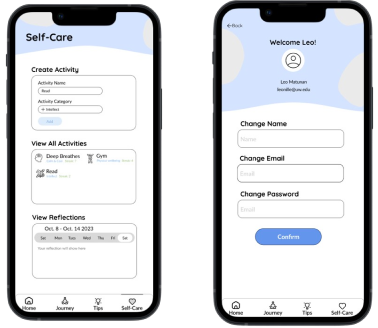 Self-Care
Create Activity
Activity Name
Read
Activity Category
Intellect
Add
View All Activities
Deep Breathes
Gym
Read
View Reflections
Oct. 8 - Oct. 14 2023
Sun Mon Tues Wed Thu Fri Sat
Your reflection will show here
Home Journey Tips Self-Care
Back
Welcome Leo!
Leo Matunan
Change Name
Name
Change Email
Email
Change Password
Email
Confirm
Home Journey Tips Self-Care